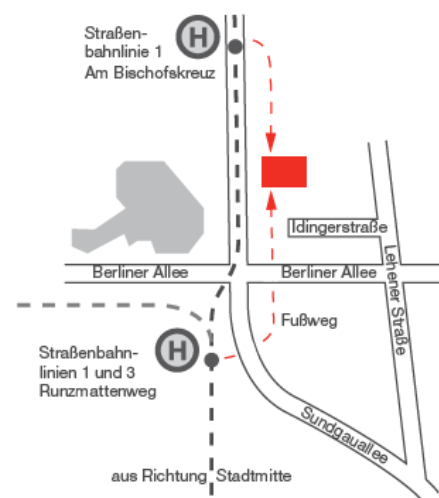 Straßen-
bahnlinie 1
Am Bischofskreuz
H
Idingerstraße
Lehener Straße
Berliner Allee
Berliner Allee
Fußweg
H
Straßenbahn-
linien 1 und 3
Runzmattenweg
Sundgauallee
aus Richtung Stadtmitte